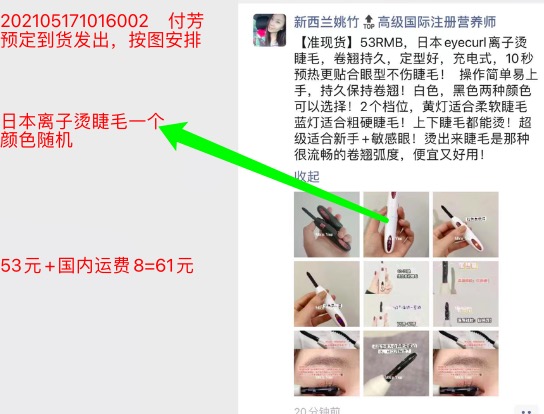 202105171016002 付芳
预定到货发出，按图安排
日本离子烫睫毛一个
颜色随机
53元+国内运费8=61元
新西兰姚竹🔝高级国际注册营养师
【准现货】53RMB，日本eyecurl离子烫
睫毛，卷翘持久，定型好，充电式，10秒
预热更贴合眼型不伤睫毛！ 操作简单易上
手，持久保持卷翘！白色，黑色两种颜色
可以选择！2个档位，黄灯适合柔软睫毛
蓝灯适合粗硬睫毛！上下睫毛都能烫！超
级适合新手+敏感眼！烫出来睫毛是那种
很流畅的卷翘弧度，便宜又好用！
收起
20分钟前